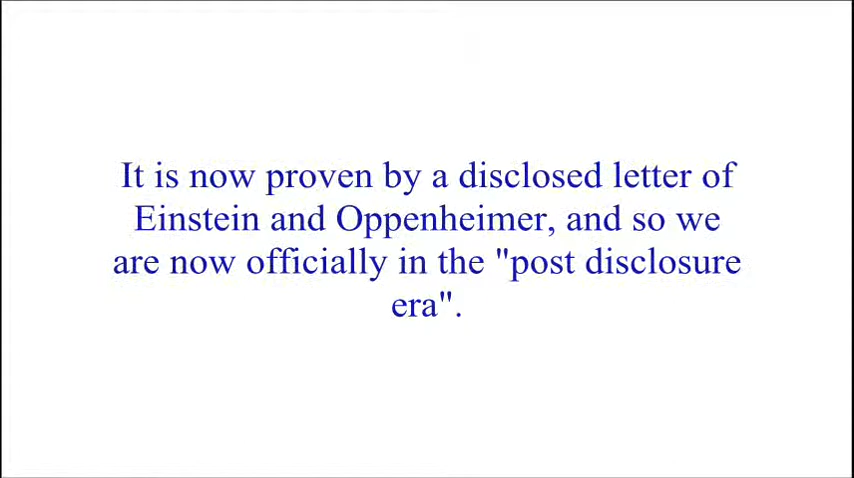 It is now proven by a disclosed letter of
Einstein and Oppenheimer, and so we
are now officially in the "post disclosure
era".